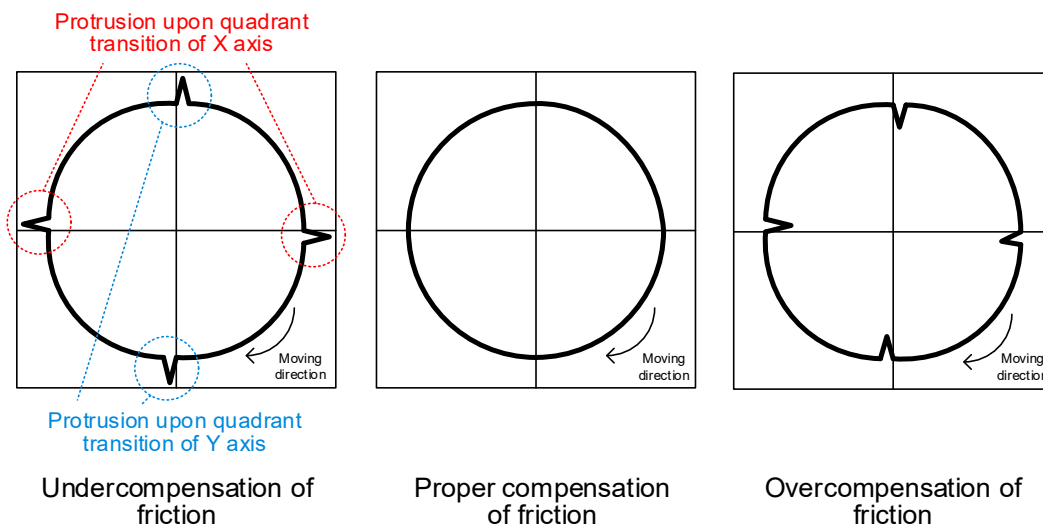 Protrusion upon quadrant
transition of X axis
Moving
direction
Moving
direction
Moving
direction
Protrusion upon quadrant
transition of Y axis
Undercompensation of
friction
Proper compensation
of friction
Overcompensation of
friction